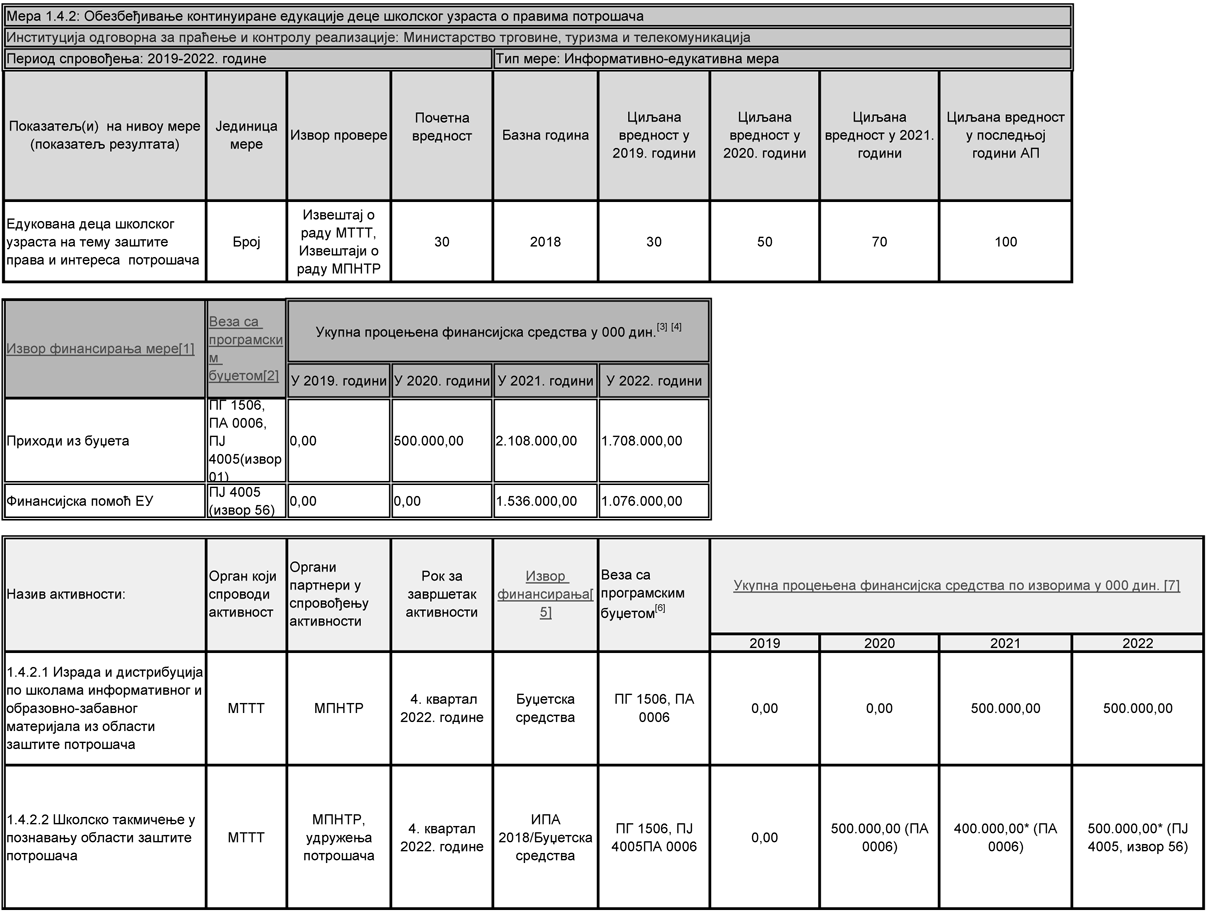 Мера 1.4.2: Обезбеђивање континуиране едукације деце школског узраста о правима потрошача
Институција одговорна за праћење и контролу реализације: Министарство трговине, туризма и телекомуникација
Период спровођења: 2019-2022. године
Тип мере: Информативно-едукативна мера
Показатељ(и) на нивоу мере
(показатељ резултата)
Јединица
мере
Извор провере
Почетна
вредност
Базна година
Циљана
вредност у
2019. години
Циљана
вредност у
2020. години
Циљана
вредност у 2021.
години
Циљана вредност
у последњој
години АП
Едукована деца школског
узраста на тему заштите
права и интереса потрошача
Број
Извештај о
раду МТТТ,
Извештаји о
раду МПНТР
30
2018
30
50
70
100
Извор финансирања мере[1]
Веза са
програмски
м
буџетом[2]
Укупна процењена финансијска средства у 000 дин.[3] [4]
У 2019. години
У 2020. години
У 2021. години
У 2022. години
Приходи из буџета
ПГ 1506,
ПА 0006,
ПЈ
4005(извор
01)
0,00
500.000,00
2.108.000,00
1.708.000,00
Финансијска помоћ ЕУ
ПЈ 4005
(извор 56)
0,00
0,00
1.536.000,00
1.076.000,00
Назив активности:
Орган који
спроводи
активност
Органи
партнери у
спровођењу
активности
Рок за
завршетак
активности
Извор
финансирања[
5]
Веза са
програмским
буџетом[6]
Укупна процењена финансијска средства по изворима у 000 дин. [7]
2019
2020
2021
2022
1.4.2.1 Израда и дистрибуција
по школама информативног и
образовно-забавног
материјала из области
заштите потрошача
МТТТ
МПНТР
4. квартал
2022. године
Буџетска
средства
ПГ 1506, ПА
0006
0,00
0,00
500.000,00
500.000,00
1.4.2.2 Школско такмичење у
познавању области заштите
потрошача
МТТТ
МПНТР,
удружења
потрошача
4. квартал
2022. године
ИПА
2018/Буџетска
средства
ПГ 1506, ПЈ
4005ПА 0006
0,00
500.000,00 (ПА
0006)
400.000,00* (ПА
0006)
500.000,00* (ПЈ
4005, извор 56)